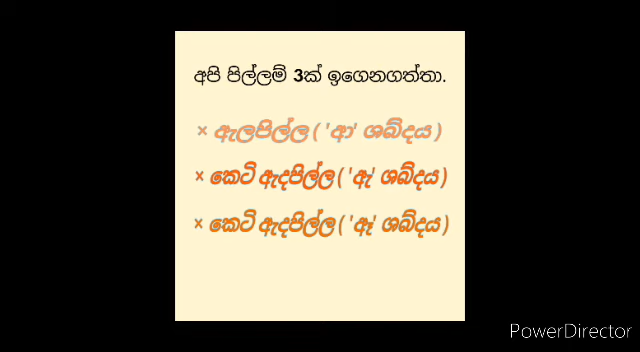 අපි පිල්ලම් 3ක් ඉගෙනගත්තා.
× ඇලපිල්ල ( 'ආ' ශබ්දය )
× කෙටි ඇදපිල්ල ( 'ඇ' ශබ්දය )
× කෙටි ඇදපිල්ල ( 'ඈ' ශබ්දය )
PowerDirector